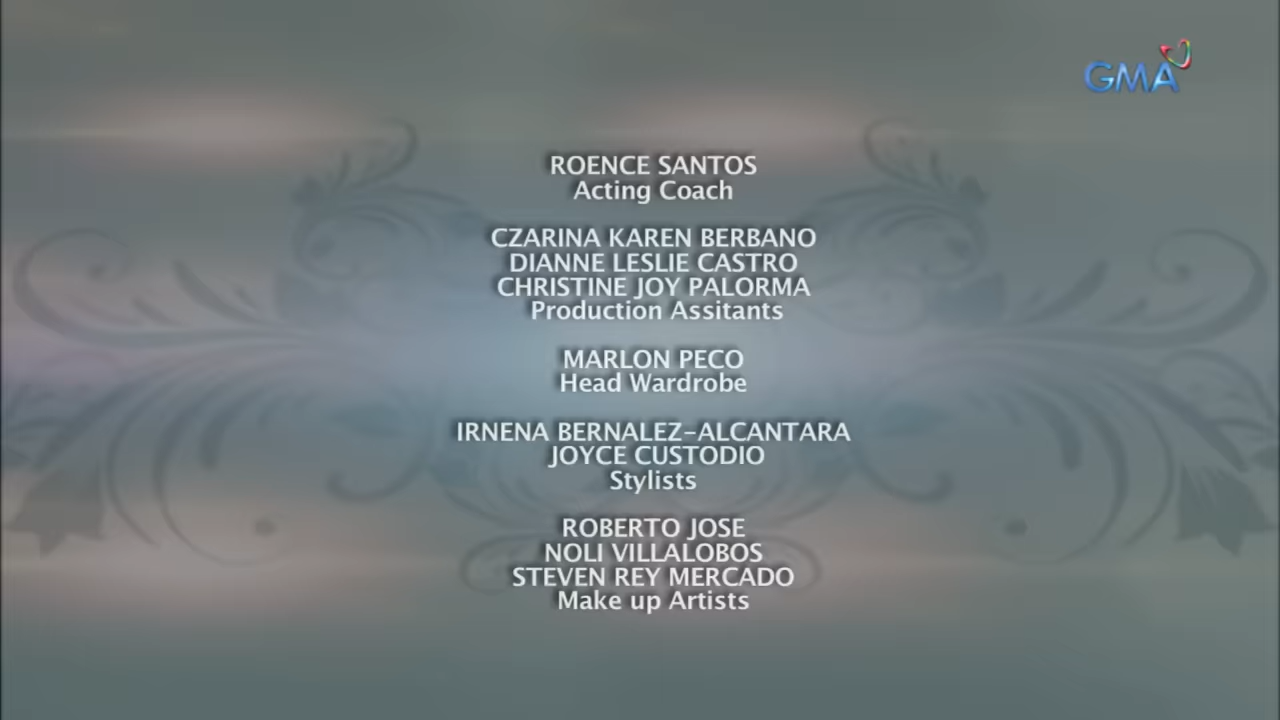 GMA
ROENCE SANTOS
Acting Coach
CZARINA KAREN BERBANO
DIANNE LESLIE CASTRO
CHRISTINE JOY PALORMA
Production Assitants
MARLON PECO
Head Wardrobe
IRNENA BERNALEZ-ALCANTARA
JOYCE CUSTODIO
Stylists
ROBERTO JOSE
NOLI VILLALOBOS
STEVEN REY MERCADO
Make up Artists